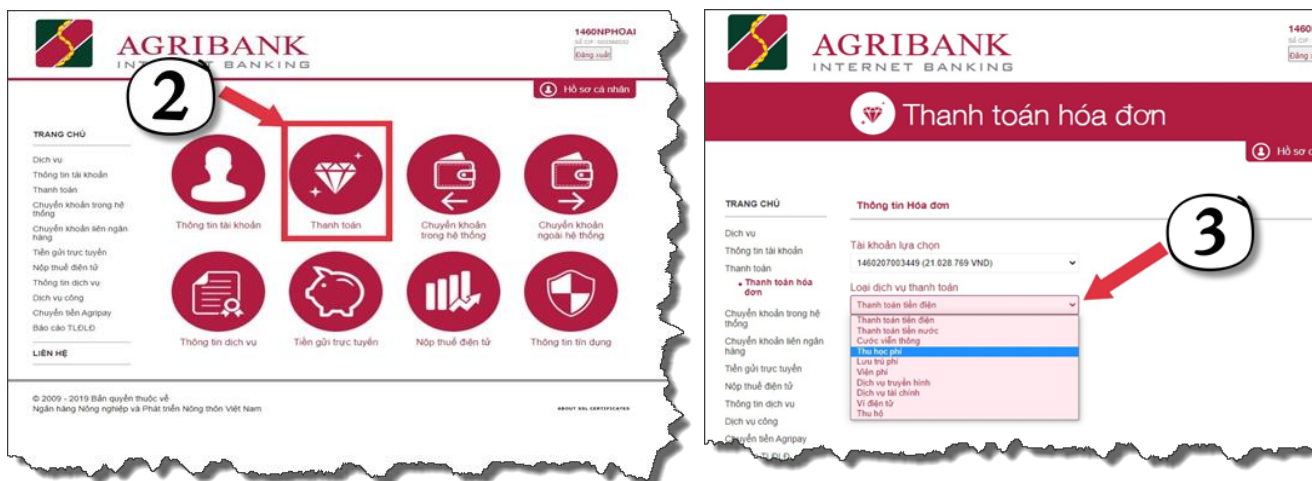 AGRIBANK
INTERNET BANKING
1460NPHOAI
Đăng xuất
2
Hồ sơ cá nhân
TRANG CHỦ
Dịch vụ
Thông tin tài khoản
Thanh toán
Chuyển khoản trong hệ
thống
Chuyển khoản liên ngân
hàng
Tiền gửi trực tuyến
Nộp thuế điện tử
Thông tin dịch vụ
Dịch vụ công
Chuyển tiền Agripay
Báo cáo TLĐLĐ
LIÊN HỆ
Thông tin tài khoản
Thanh toán
Chuyển khoản
trong hệ thống
Chuyển khoản
ngoài hệ thống
Thông tin dịch vụ
Tiền gửi trực tuyến
Nộp thuế điện tử
Thông tin tín dụng
© 2009 - 2019 Bản quyền thuộc về
Ngân hàng Nông nghiệp và Phát triển Nông thôn Việt Nam
ABOUT SSL CERTIFICATES
AGRIBANK
INTERNET BANKING
Thanh toán hóa đơn
Hồ sơ c
TRANG CHỦ
Dịch vụ
Thông tin tài khoản
Thanh toán
Thanh toán hóa
đơn
Chuyển khoản trong hệ
thống
Chuyển khoản liên ngân
hàng
Tiền gửi trực tuyến
Nộp thuế điện tử
Thông tin dịch vụ
Dịch vụ công
Chuyển tiền Agripay
Thông tin Hóa đơn
Tài khoản lựa chọn
1460207003449 (21.028.769 VND)
Loại dịch vụ thanh toán
Thanh toán tiền điện
Thanh toán tiền điện
Thanh toán tiền nước
Cước viễn thông
Thu học phí
Lưu trú phí
Viện phí
Dịch vụ truyền hình
Dịch vụ tài chính
Ví điện tử
Thu hộ
3